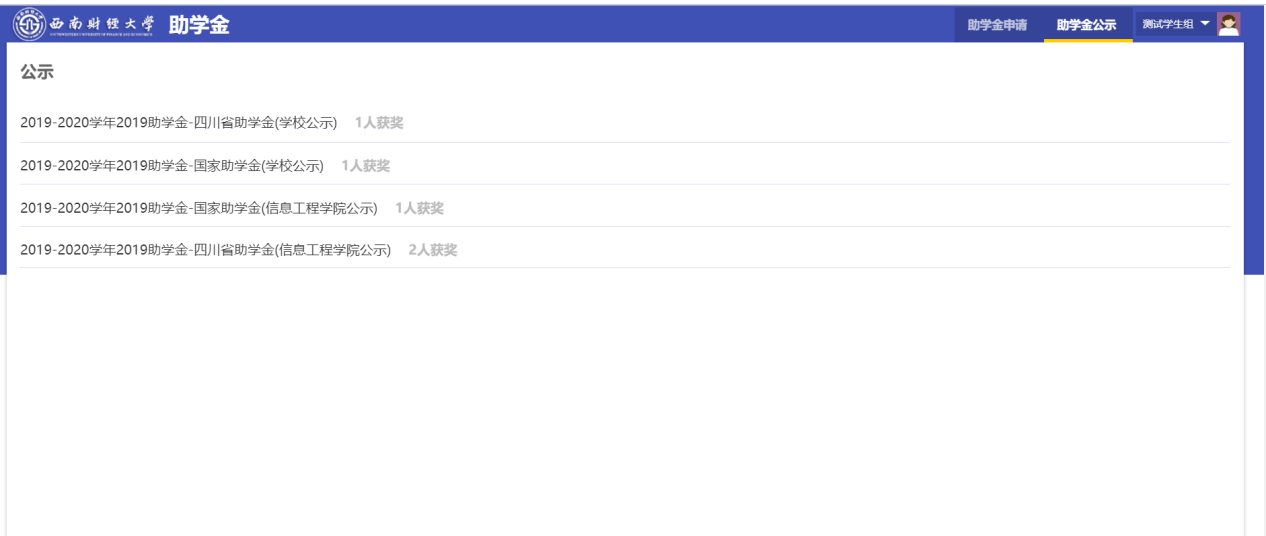 西南财经大学 助学金 助学金申请 助学金公示 测试学生组
SOUTHWESTERN UNIVERSITY OF FINANCE AND ECONOMICS
公示
2019-2020学年2019助学金-四川省助学金(学校公示) 1人获奖
2019-2020学年2019助学金-国家助学金(学校公示) 1人获奖
2019-2020学年2019助学金-国家助学金(信息工程学院公示) 1人获奖
2019-2020学年2019助学金-四川省助学金(信息工程学院公示) 2人获奖